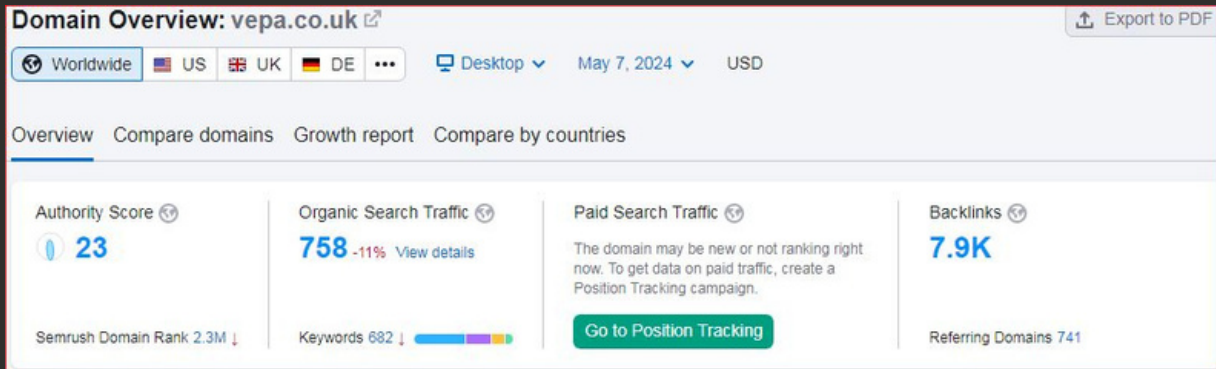 Domain Overview: vepa.co.uk
Export to PDF
Worldwide US UK DE ••• Desktop May 7, 2024 USD
Overview Compare domains Growth report Compare by countries
Authority Score
23
Semrush Domain Rank 2.3M ↓
Organic Search Traffic
758 -11% View details
Keywords 682 ↓
Paid Search Traffic
The domain may be new or not ranking right
now. To get data on paid traffic, create a
Position Tracking campaign.
Go to Position Tracking
Backlinks
7.9K
Referring Domains 741